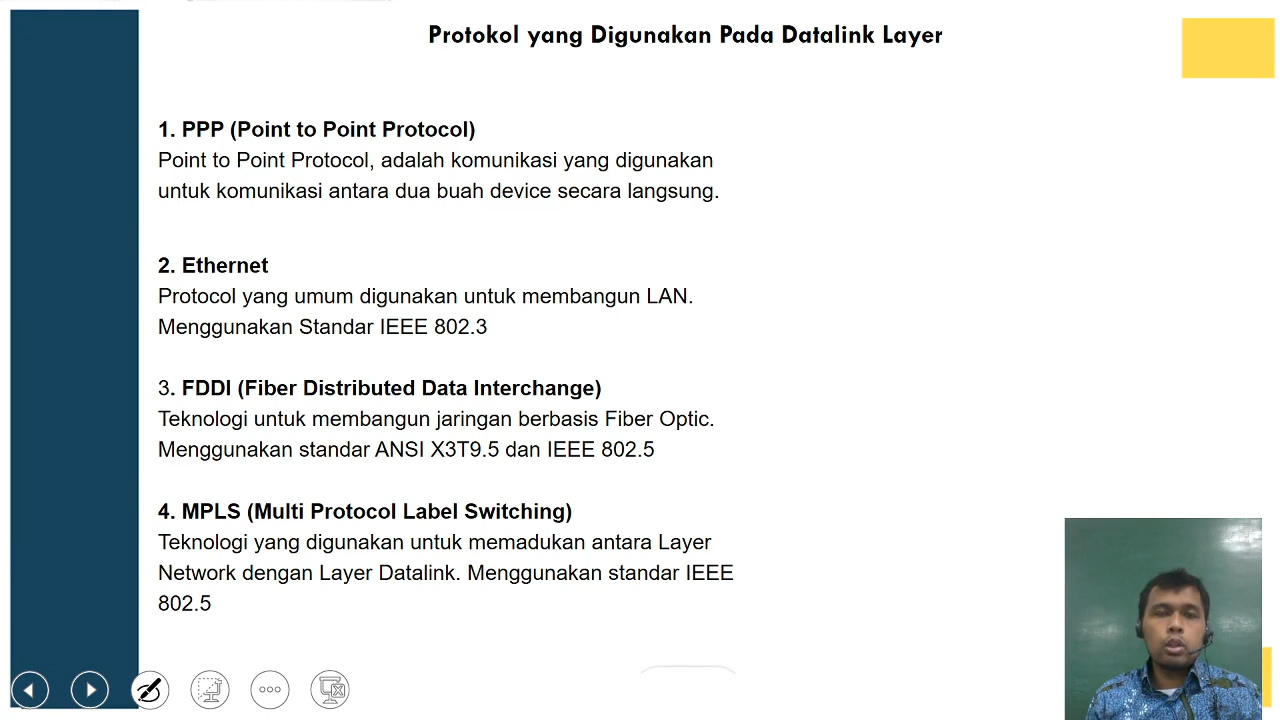 Protokol yang Digunakan Pada Datalink Layer
1. PPP (Point to Point Protocol)
Point to Point Protocol, adalah komunikasi yang digunakan
untuk komunikasi antara dua buah device secara langsung.
2. Ethernet
Protocol yang umum digunakan untuk membangun LAN.
Menggunakan Standar IEEE 802.3
3. FDDI (Fiber Distributed Data Interchange)
Teknologi untuk membangun jaringan berbasis Fiber Optic.
Menggunakan standar ANSI X3T9.5 dan IEEE 802.5
4. MPLS (Multi Protocol Label Switching)
Teknologi yang digunakan untuk memadukan antara Layer
Network dengan Layer Datalink. Menggunakan standar IEEE
802.5